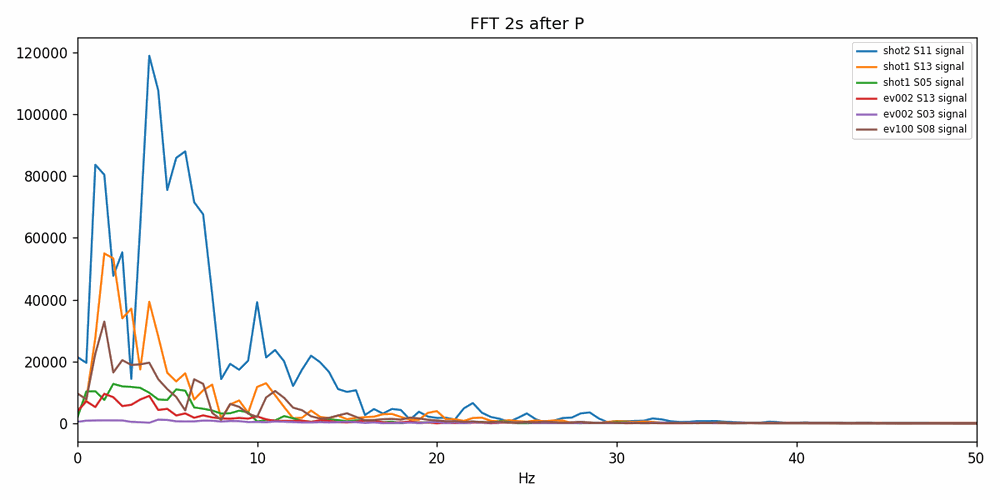 FFT 2s after P
120000
100000
80000
60000
40000
20000
0
0 10 20 30 40 50
Hz
shot2 S11 signal
shot1 S13 signal
shot1 S05 signal
ev002 S13 signal
ev002 S03 signal
ev100 S08 signal